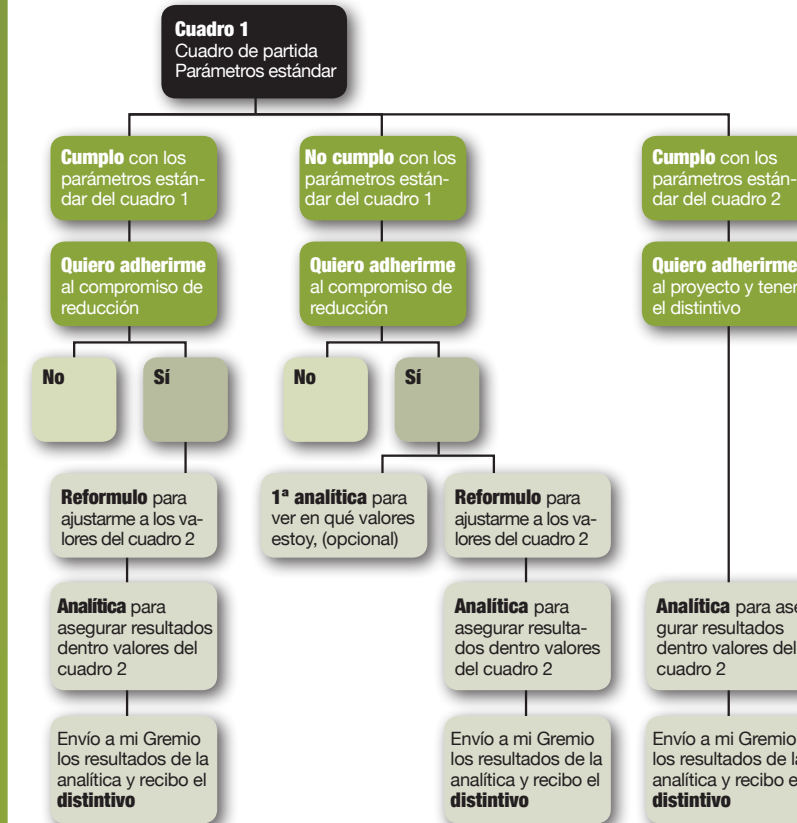 Cuadro 1
Cuadro de partida
Parámetros estándar
Cumplo con los
parámetros están-
dar del cuadro 1
No cumplo con los
parámetros están-
dar del cuadro 1
Cumplo con los
parámetros están-
dar del cuadro 2
Quiero adherirme
al compromiso de
reducción
Quiero adherirme
al compromiso de
reducción
Quiero adherirme
al proyecto y tener
el distintivo
No
Sí
No
Sí
Reformulo para
ajustarme a los va-
lores del cuadro 2
1ª analítica para
ver en qué valores
estoy, (opcional)
Reformulo para
ajustarme a los va-
lores del cuadro 2
Analítica para
asegurar resultados
dentro valores del
cuadro 2
Analítica para
asegurar resulta-
dos dentro valores
del cuadro 2
Analítica para ase
gurar resultados
dentro valores del
cuadro 2
Envío a mi Gremio
los resultados de la
analítica y recibo el
distintivo
Envío a mi Gremio
los resultados de la
analítica y recibo el
distintivo
Envío a mi Gremio
los resultados de la
analítica y recibo e
distintivo